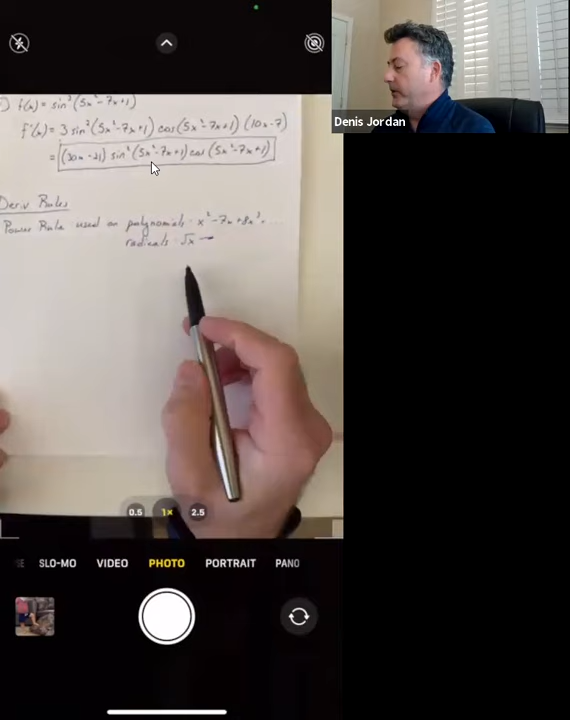 f(x) = sin³(5x²-7x+1)
f'(x) = 3 sin²(5x²-7x+1) cos(5x²-7x+1) (10x-7)
= (30x-21) sin²(5x²-7x+1) cos(5x²-7x+1)
Deriv Rules
Power Rule used on polynomials - x²-7x+8x³...
radicals - √x
Denis Jordan
0.5 1× 2.5
SLO-MO VIDEO PHOTO PORTRAIT PANO